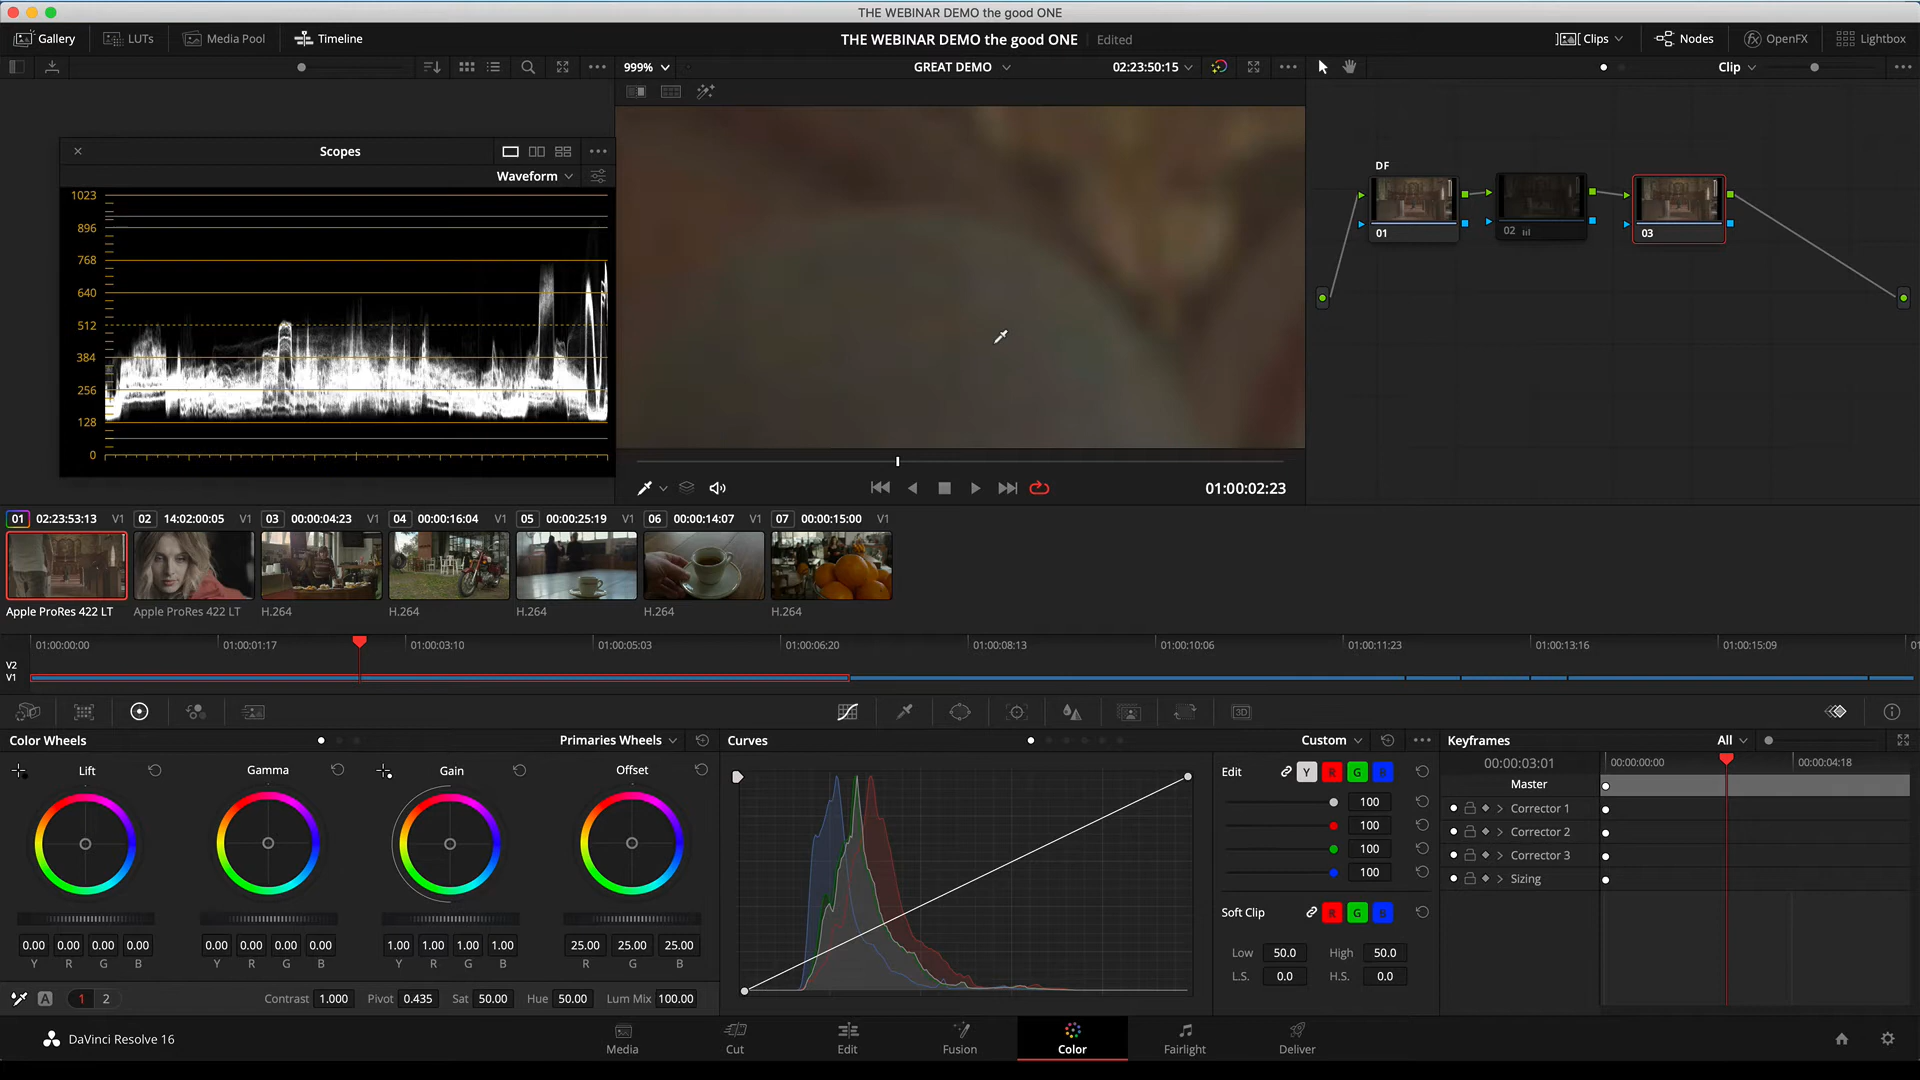 THE WEBINAR DEMO the good ONE
Gallery LUTs Media Pool Timeline THE WEBINAR DEMO the good ONE Edited Clips Nodes OpenFX Lightbox
999% GREAT DEMO 02:23:50:15 Clip
Scopes
Waveform
1023
896
768
640
512
384
256
128
0
DF
01 02 03
01:00:02:23
01 02:23:53:13 V1 02 14:02:00:05 V1 03 00:00:04:23 V1 04 00:00:16:04 V1 05 00:00:25:19 V1 06 00:00:14:07 V1 07 00:00:15:00 V1
Apple ProRes 422 LT Apple ProRes 422 LT H.264 H.264 H.264 H.264 H.264
01:00:00:00 01:00:01:17 01:00:03:10 01:00:05:03 01:00:06:20 01:00:08:13 01:00:10:06 01:00:11:23 01:00:13:16 01:00:15:09
V2
V1
3D
Color Wheels Primaries Wheels
Lift Gamma Gain Offset
0.00 0.00 0.00 0.00 0.00 0.00 0.00 0.00 1.00 1.00 1.00 1.00 25.00 25.00 25.00
Y R G B Y R G B Y R G B R G B
A 1 2 Contrast 1.000 Pivot 0.435 Sat 50.00 Hue 50.00 Lum Mix 100.00
Curves Custom
Edit Y R G B
100
100
100
100
Soft Clip R G B
Low 50.0 High 50.0
L.S. 0.0 H.S. 0.0
Keyframes All
00:00:03:01 00:00:00:00 00:00:04:18
Master
Corrector 1
Corrector 2
Corrector 3
Sizing
DaVinci Resolve 16 Media Cut Edit Fusion Color Fairlight Deliver